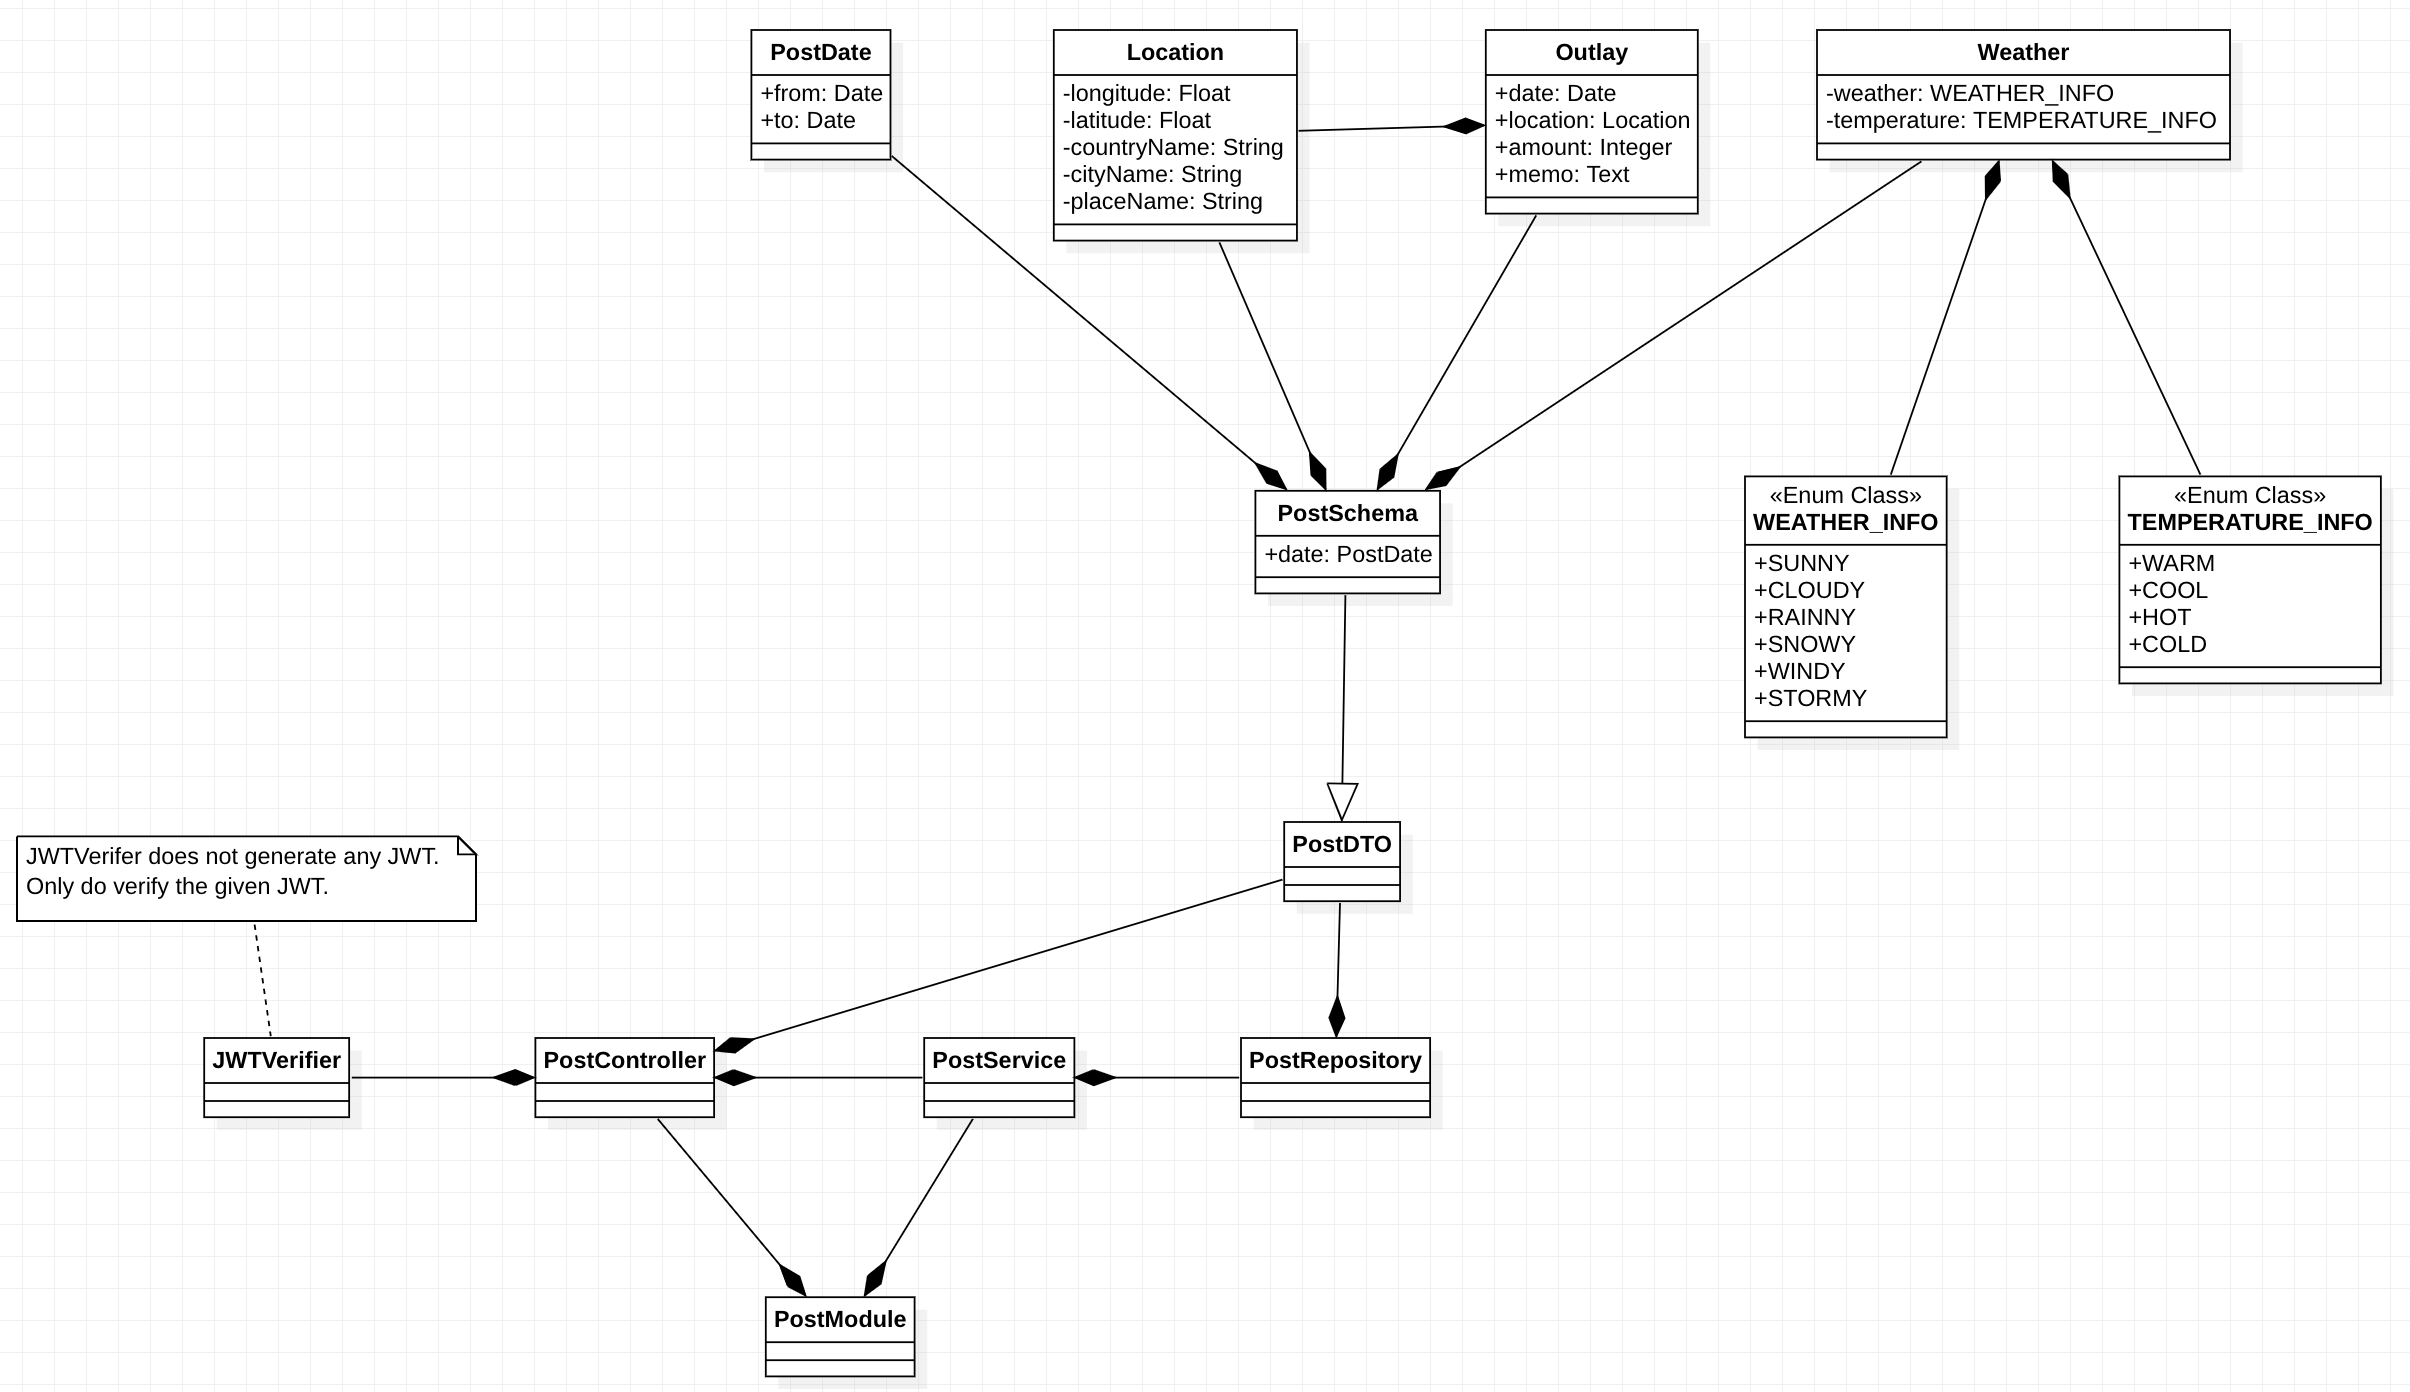 PostDate
+from: Date
+to: Date
Location
-longitude: Float
-latitude: Float
-countryName: String
-cityName: String
-placeName: String
Outlay
+date: Date
+location: Location
+amount: Integer
+memo: Text
Weather
-weather: WEATHER_INFO
-temperature: TEMPERATURE_INFO
PostSchema
+date: PostDate
«Enum Class»
WEATHER_INFO
+SUNNY
+CLOUDY
+RAINNY
+SNOWY
+WINDY
+STORMY
«Enum Class»
TEMPERATURE_INFO
+WARM
+COOL
+HOT
+COLD
PostDTO
JWTVerifer does not generate any JWT.
Only do verify the given JWT.
JWTVerifier
PostController
PostService
PostRepository
PostModule